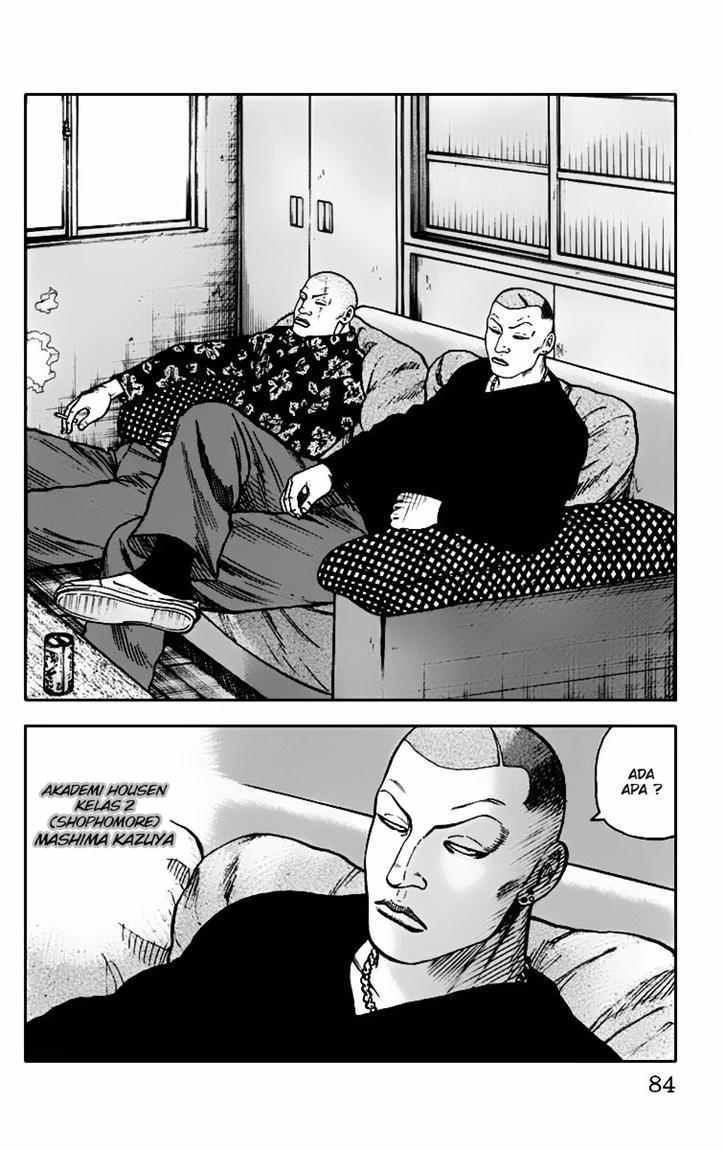 AKADEMI HOUSEN
KELAS 2
(SHOPHOMORE)
MASHIMA KAZUYA
ADA
APA ?
84